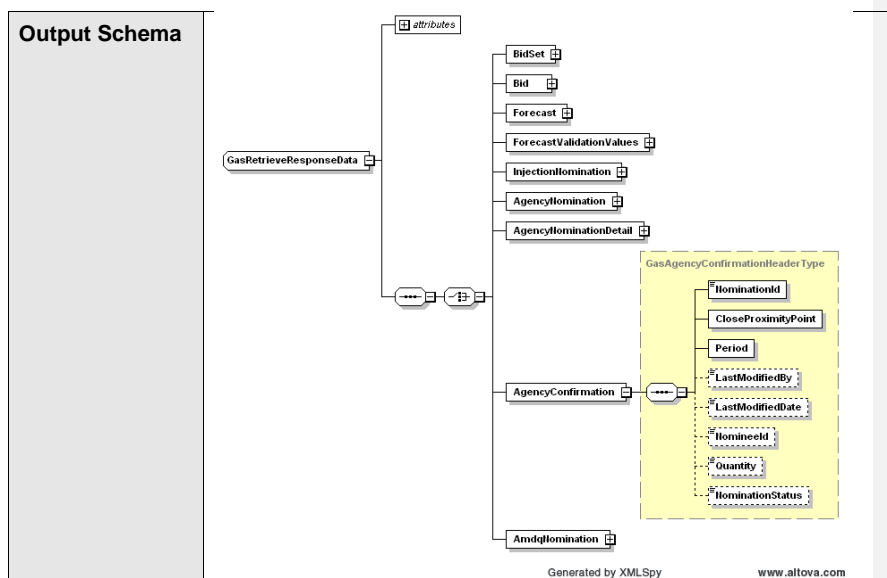 Output Schema
attributes
BidSet
Bid
Forecast
ForecastValidationValues
GasRetrieveResponseData
InjectionNomination
AgencyNomination
AgencyNominationDetail
GasAgencyConfirmationHeaderType
NominationId
CloseProximityPoint
Period
LastModifiedBy
AgencyConfirmation
LastModifiedDate
NomineeId
Quantity
NominationStatus
AmdqNomination
Generated by XMLSpy www.altova.com